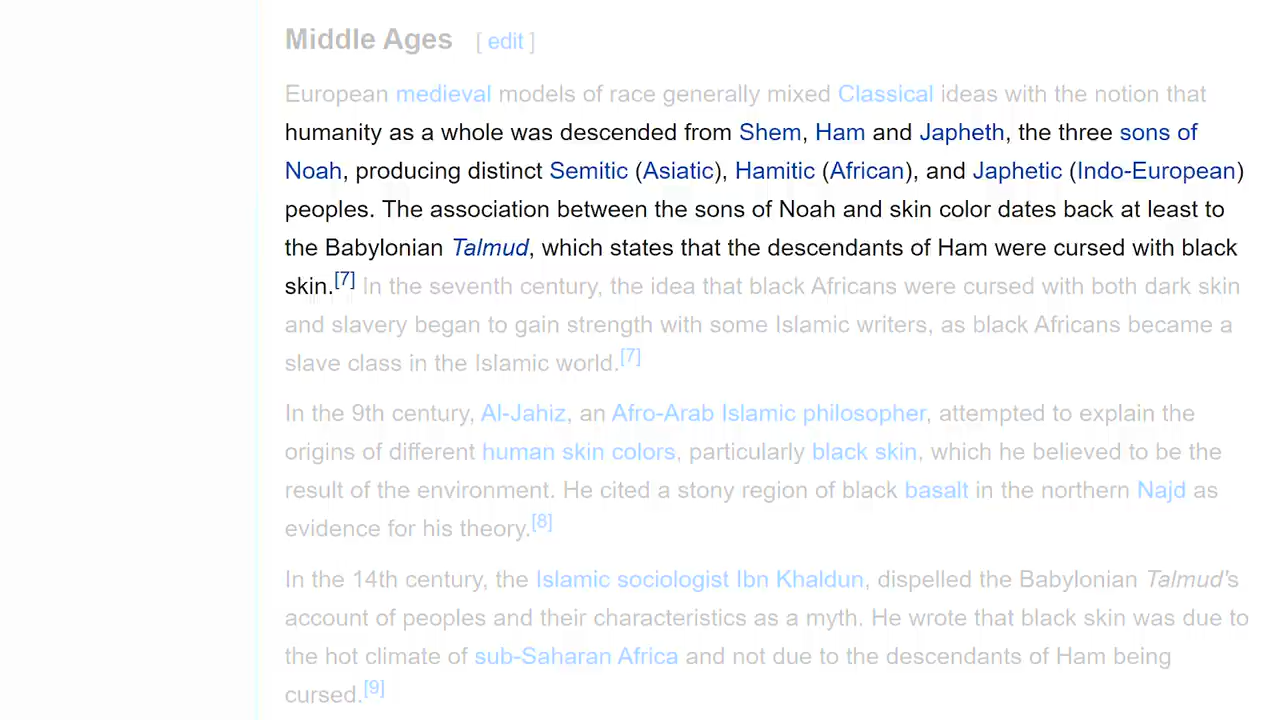 Middle Ages [ edit ]
European medieval models of race generally mixed Classical ideas with the notion that
humanity as a whole was descended from Shem, Ham and Japheth, the three sons of
Noah, producing distinct Semitic (Asiatic), Hamitic (African), and Japhetic (Indo-European)
peoples. The association between the sons of Noah and skin color dates back at least to
the Babylonian Talmud, which states that the descendants of Ham were cursed with black
skin.[7] In the seventh century, the idea that black Africans were cursed with both dark skin
and slavery began to gain strength with some Islamic writers, as black Africans became a
slave class in the Islamic world.[7]
In the 9th century, Al-Jahiz, an Afro-Arab Islamic philosopher, attempted to explain the
origins of different human skin colors, particularly black skin, which he believed to be the
result of the environment. He cited a stony region of black basalt in the northern Najd as
evidence for his theory.[8]
In the 14th century, the Islamic sociologist Ibn Khaldun, dispelled the Babylonian Talmud's
account of peoples and their characteristics as a myth. He wrote that black skin was due to
the hot climate of sub-Saharan Africa and not due to the descendants of Ham being
cursed.[9]